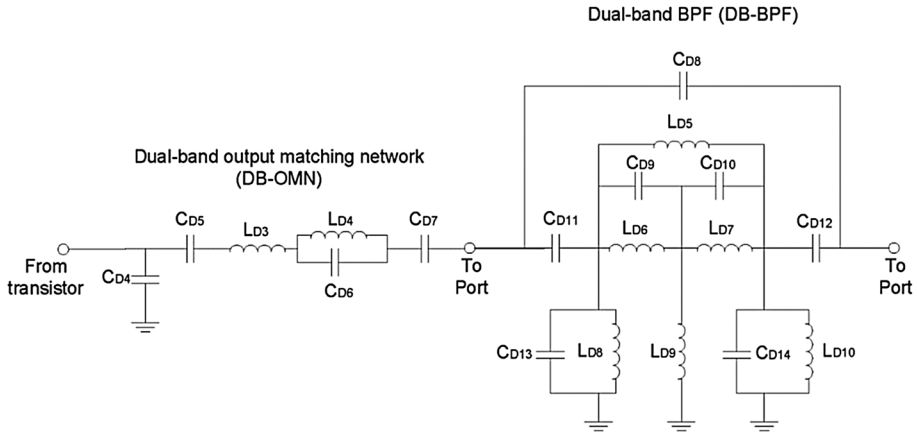 Dual-band BPF (DB-BPF)
CD8
LD5
Dual-band output matching network
(DB-OMN)
CD9
CD10
CD5
LD3
LD4
CD7
CD11
LD6
LD7
CD12
From
transistor
CD4
CD6
To
Port
To
Port
CD13
LD8
LD9
CD14
LD10